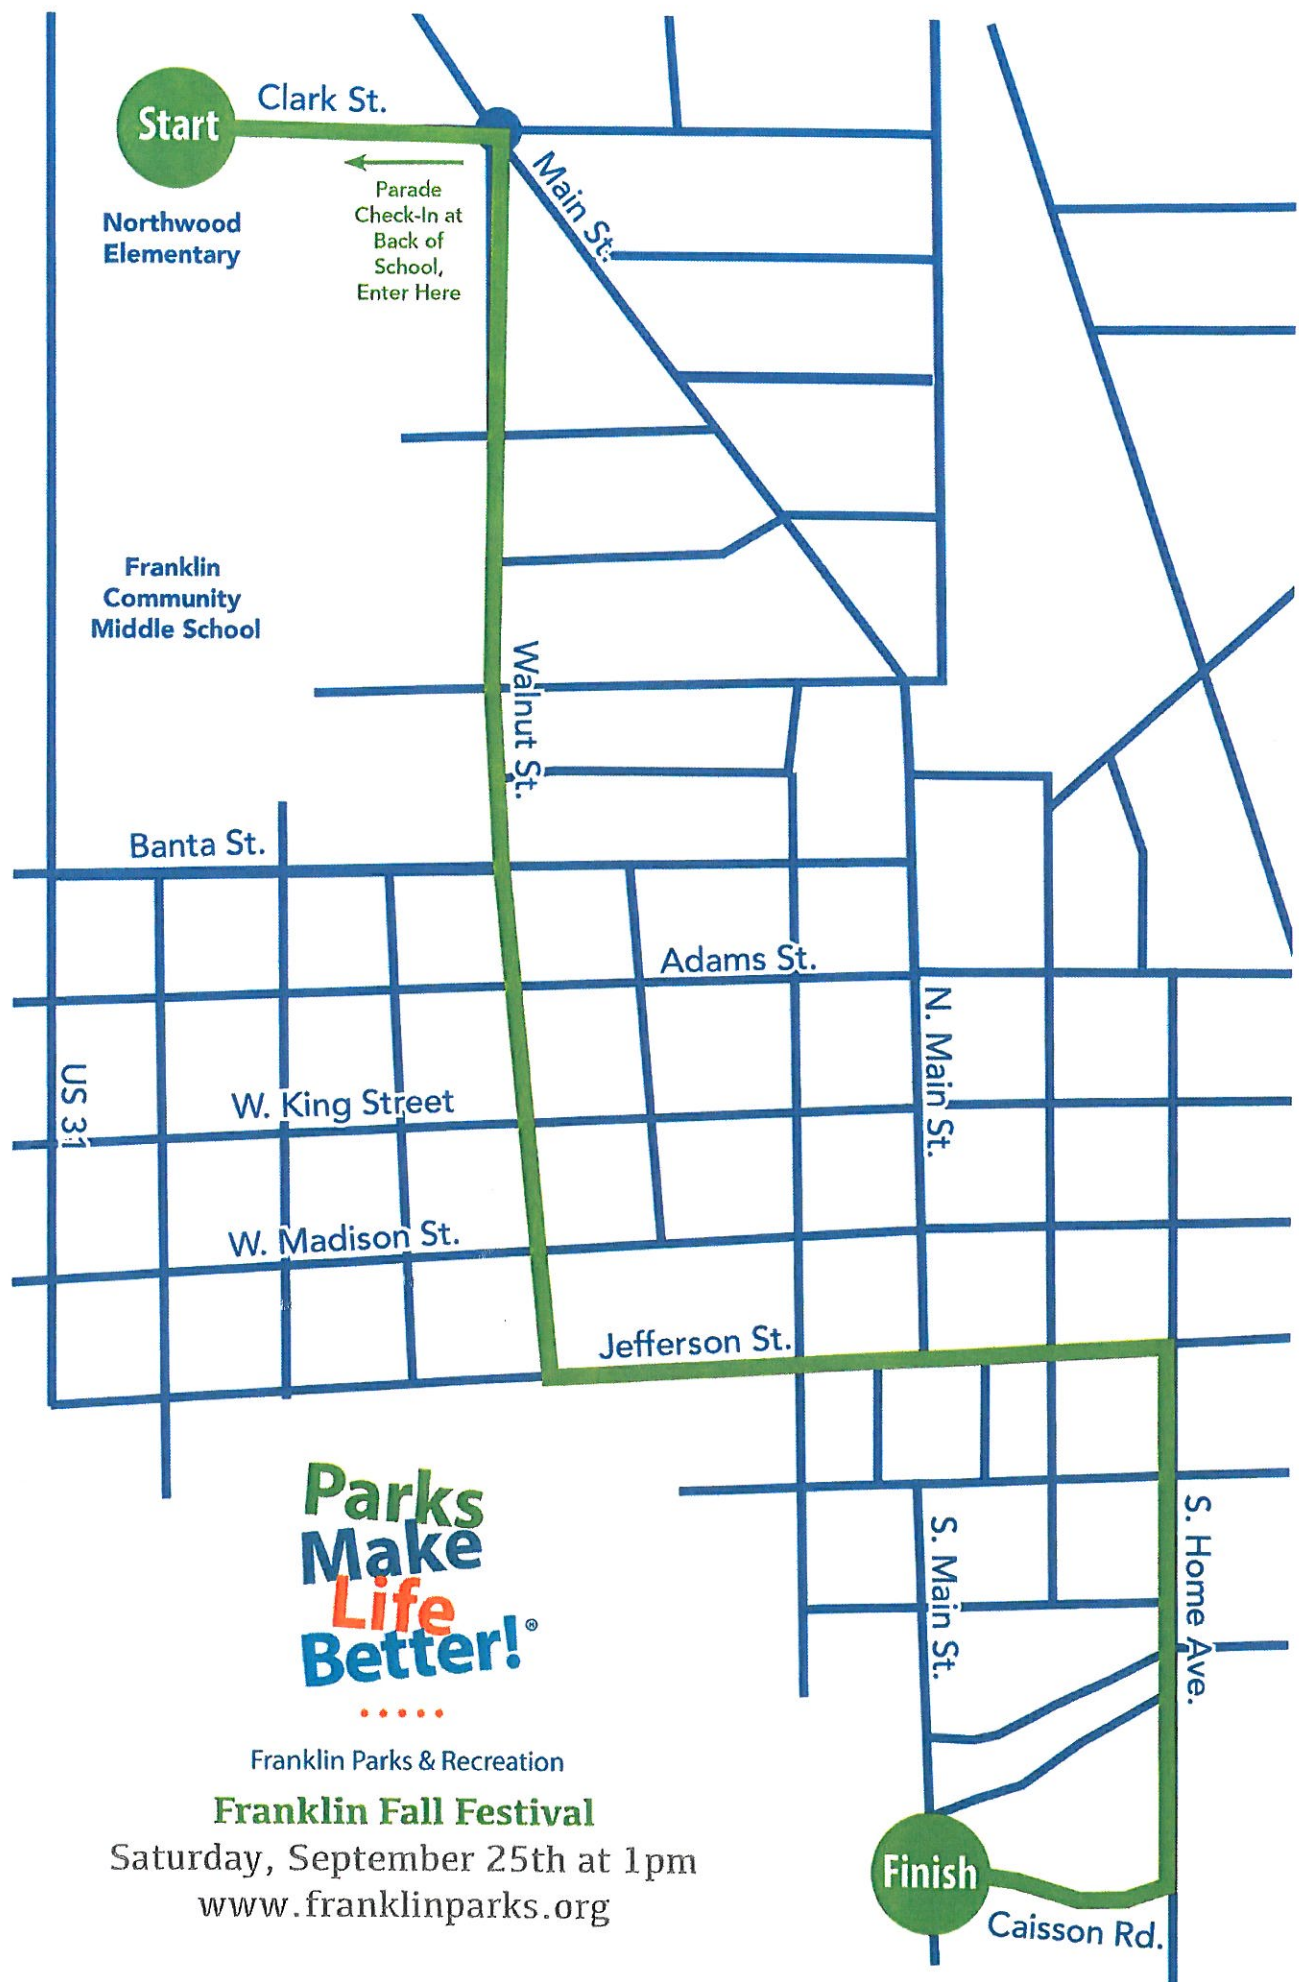 Start
Clark St.
Northwood
Elementary
Parade
Check-In at
Back of
School,
Enter Here
Main St.
Franklin
Community
Middle School
Walnut St.
Banta St.
Adams St.
N. Main St.
US 31
W. King Street
W. Madison St.
Jefferson St.
Parks
Make
Life
Better!®
S. Main St.
S. Home Ave.
Franklin Parks & Recreation
Franklin Fall Festival
Saturday, September 25th at 1pm
www.franklinparks.org
Finish
Caisson Rd.